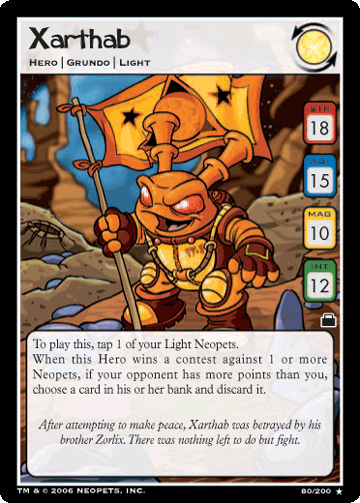 Xarthab
HERO | GRUNDO | LIGHT
STR
18
AGI
15
MAG
10
INT
12
To play this, tap 1 of your Light Neopets.
When this Hero wins a contest against 1 or more
Neopets, if your opponent has more points than you,
choose a card in his or her bank and discard it.
After attempting to make peace, Xarthab was betrayed by his
brother Zorlix. There was nothing left to do but fight.
TM & © 2006 NEOPETS, INC.
80/200 ★